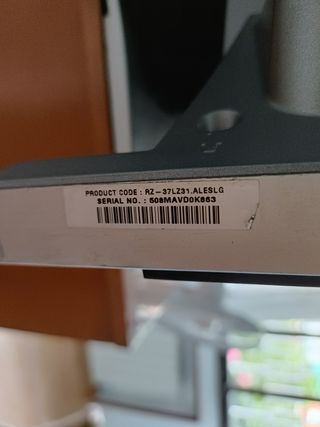 PRODUCT CODE : RZ-37LZ31.ALESLG
SERIAL NO. : 508MAVD0K863